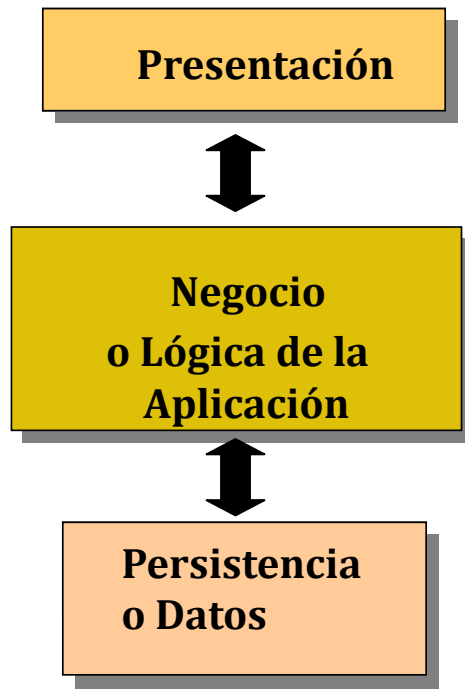 Presentación
Negocio
o Lógica de la
Aplicación
Persistencia
o Datos